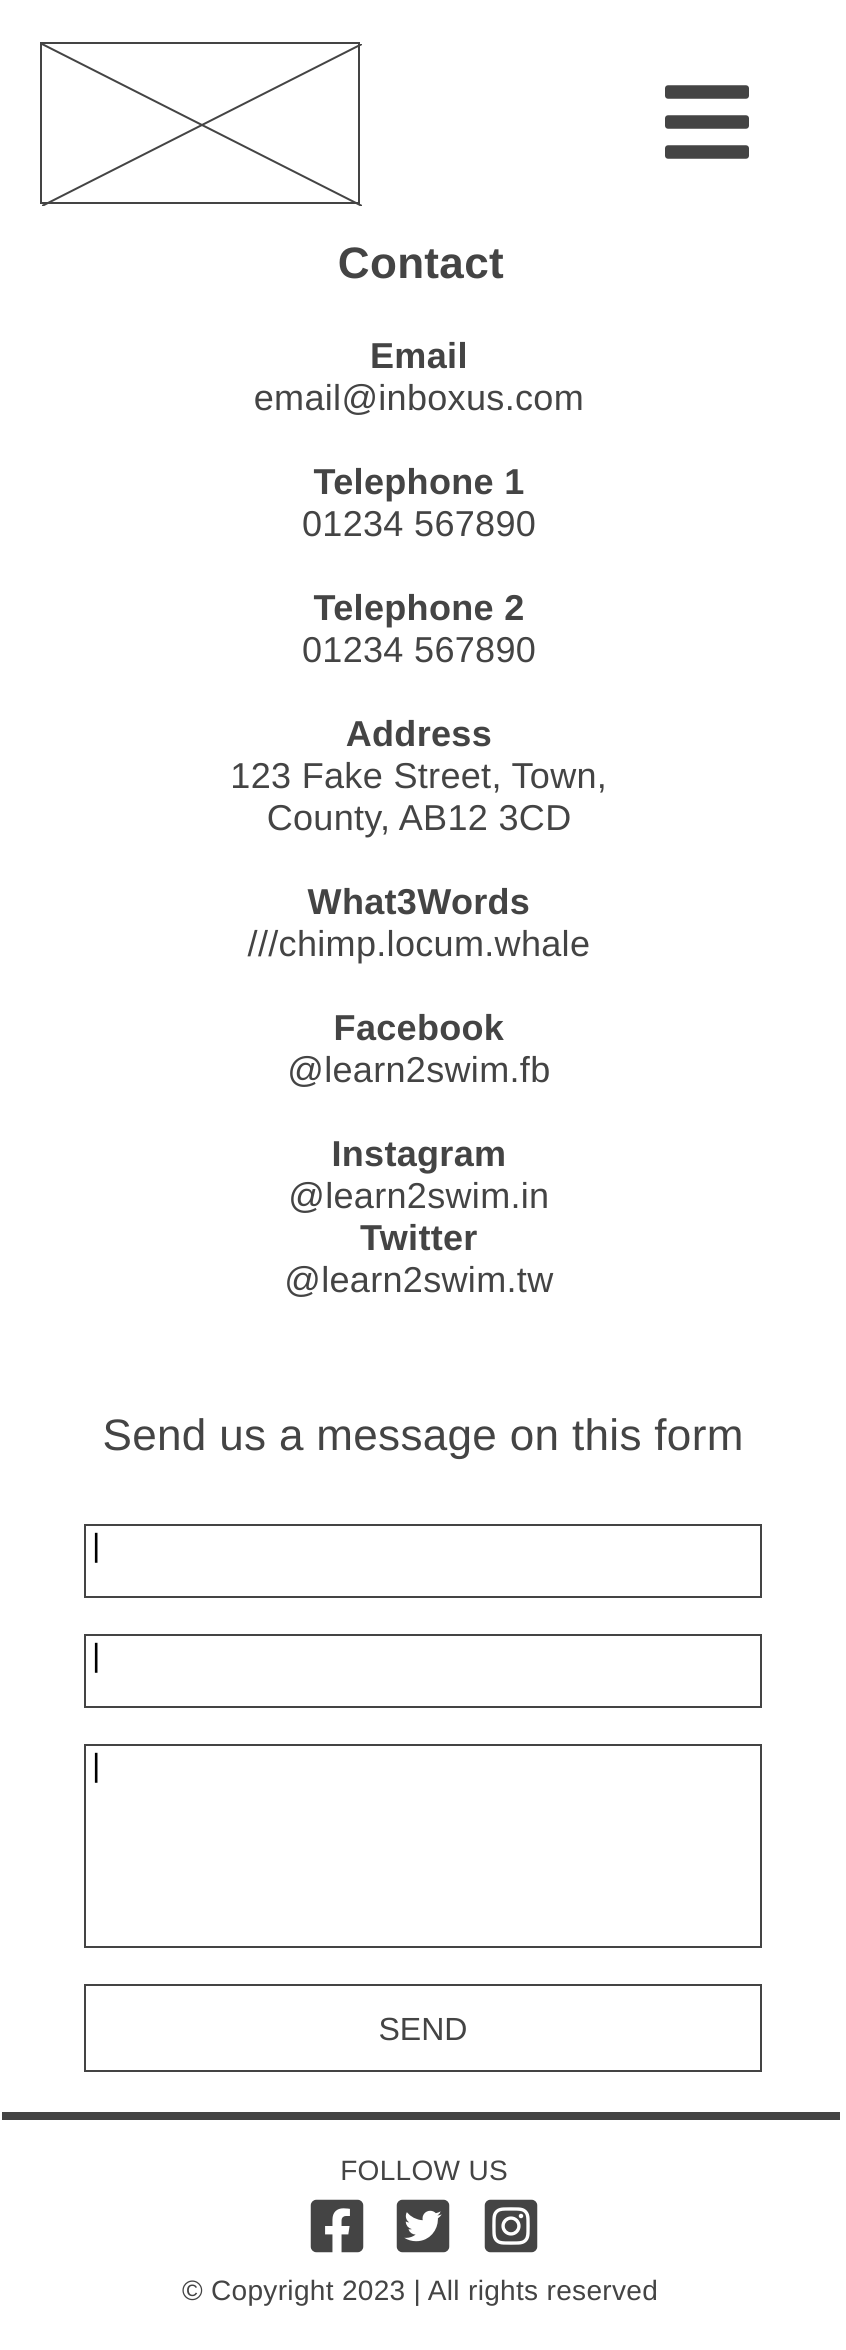 Contact
Email
email@inboxus.com
Telephone 1
01234 567890
Telephone 2
01234 567890
Address
123 Fake Street, Town,
County, AB12 3CD
What3Words
///chimp.locum.whale
Facebook
@learn2swim.fb
Instagram
@learn2swim.in
Twitter
@learn2swim.tw
Send us a message on this form
SEND
FOLLOW US
© Copyright 2023 | All rights reserved